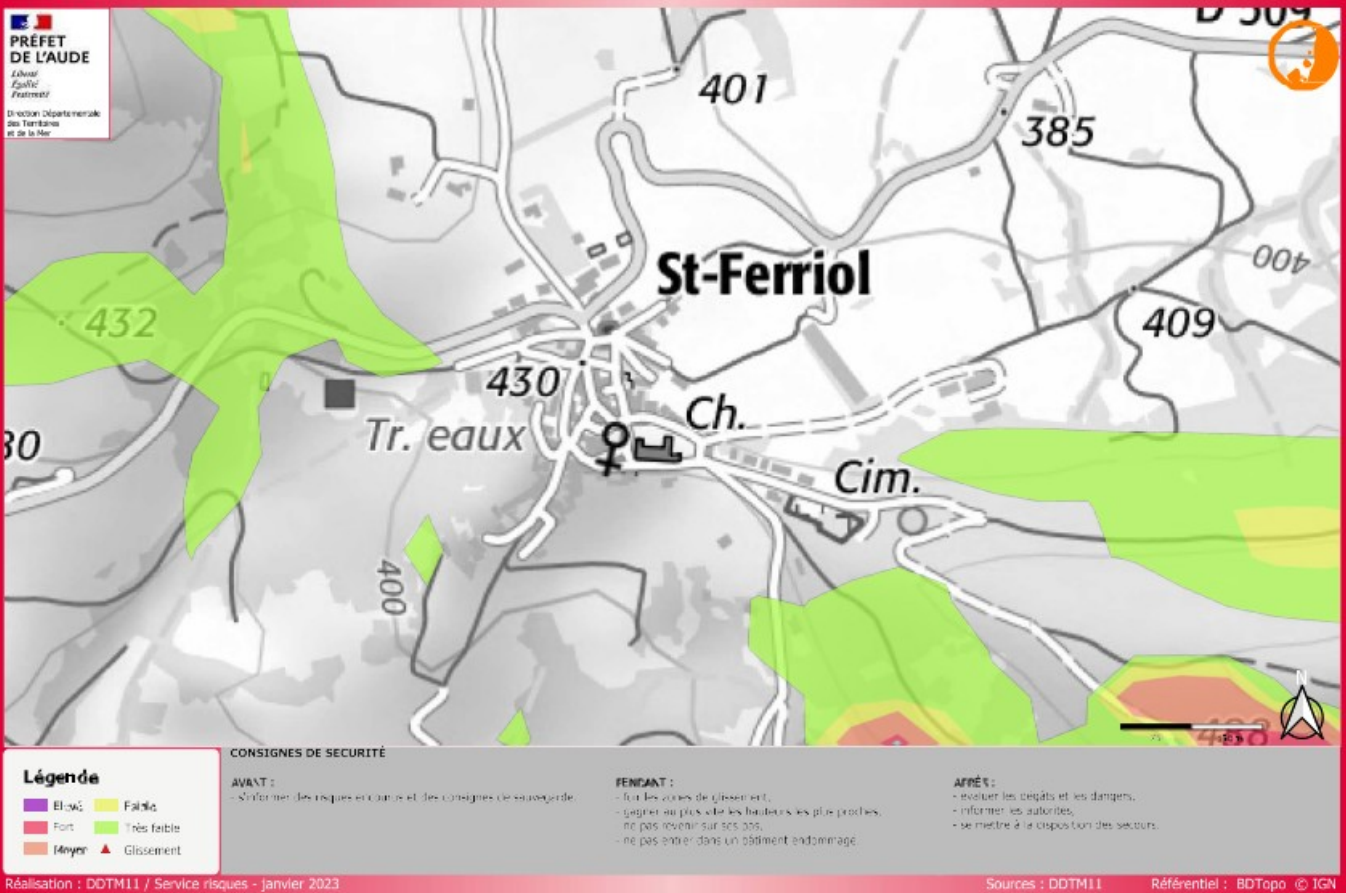 PRÉFET
DE L'AUDE
Liberté
Égalité
Fraternité
Direction Départementale
des Territoires
et de la Mer
D 509
401
385
St-Ferriol
400
432
409
430
Ch.
Tr. eaux
Cim.
400
N
CONSIGNES DE SECURITÉ
Légende
Elevé
Faible
Fort
Très faible
Moyen
Glissement
AVANT :
- s'informer des risques encourus et des consignes de sauvegarde.
PENDANT :
- fuir les zones de glissement,
- gagner au plus vite les hauteurs les plus proches,
ne pas revenir sur ses pas,
- ne pas entrer dans un bâtiment endommagé
APRÈS :
- evaluer les dégâts et les dangers,
- informer les autorités,
- se mettre à la disposition des secours.
Réalisation : DDTM11 / Service risques - janvier 2023
Sources : DDTM11
Référentiel : BDTopo © IGN